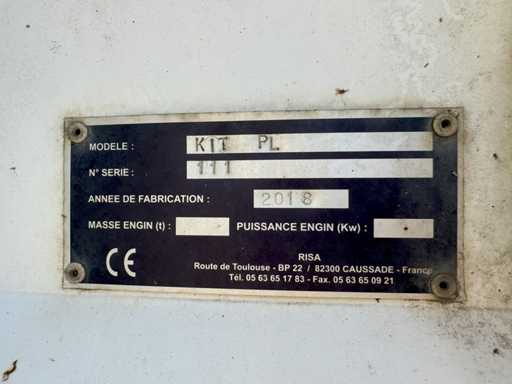 MODELE : KIT PL
N° SERIE : 111
ANNEE DE FABRICATION : 2018
MASSE ENGIN (t) : PUISSANCE ENGIN (Kw) :
CE
RISA
Route de Toulouse - BP 22 / 82300 CAUSSADE - France
Tél. 05 63 65 17 83 - Fax. 05 63 65 09 21